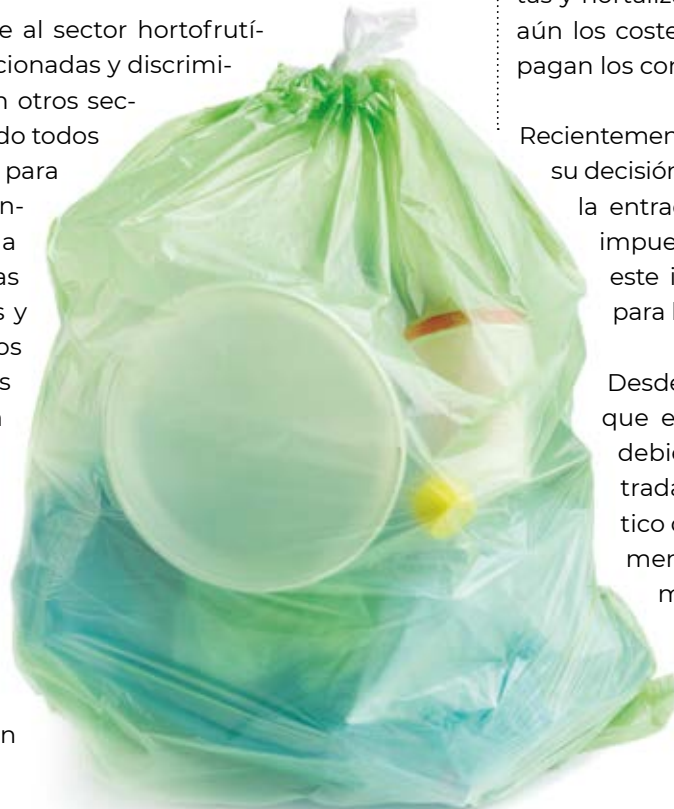 e al sector hortofrutí-
cionadas y discrimi-
n otros sec-
do todos
para
n-
a
as
s y
os
s
n
tas y hortaliz
aún los coste
pagan los con
Recientemen
su decisión
la entrad
impue
este i
para l
Desde
que e
debid
trada
tico
men
m